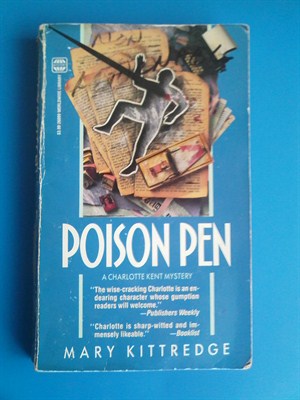 POISON PEN
A CHARLOTTE KENT MYSTERY
"The wise-cracking Charlotte is an en-
dearing character whose gumption
readers will welcome."
—Publishers Weekly
"Charlotte is sharp-witted and im-
mensely likeable." —Booklist
MARY KITTREDGE